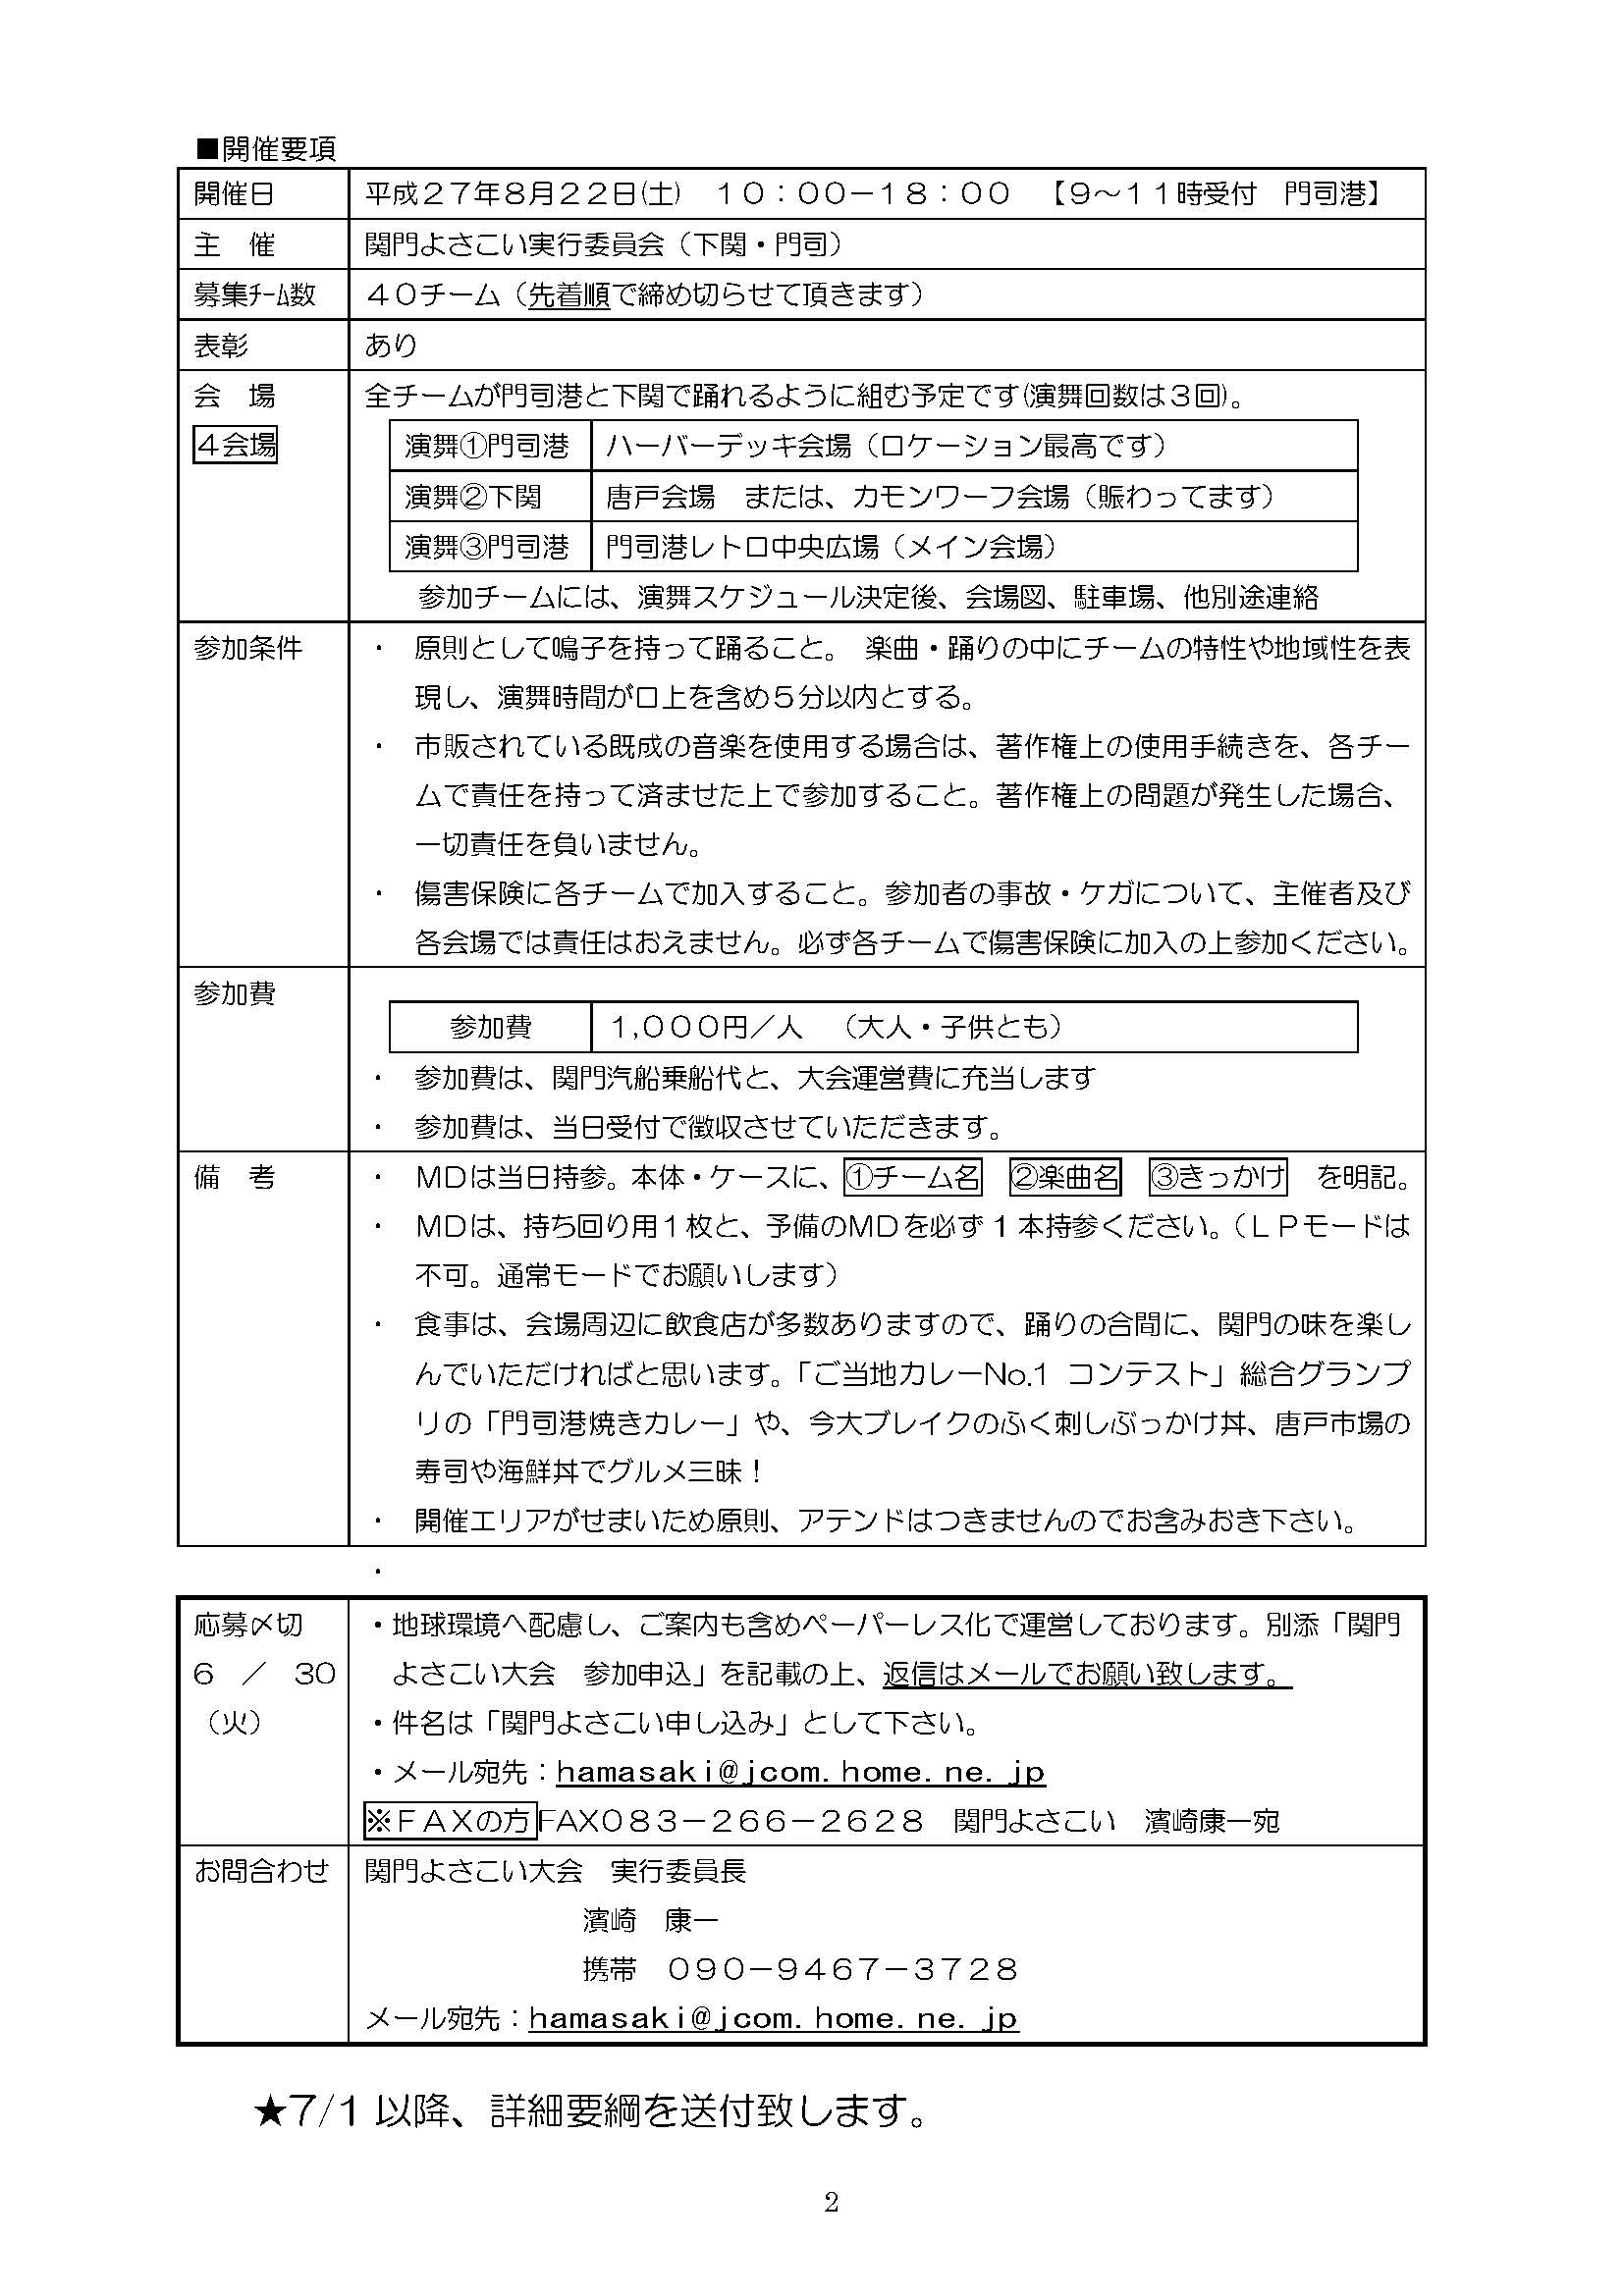 ■開催要項
開催日 平成２７年８月２２日(土)　１０：００－１８：００　【９～１１時受付　門司港】
主　催 関門よさこい実行委員会（下関・門司）
募集ﾁｰﾑ数 ４０チーム（先着順で締め切らせて頂きます）
表彰 あり
会　場 全チームが門司港と下関で踊れるように組む予定です(演舞回数は３回)。
４会場 演舞①門司港 ハーバーデッキ会場（ロケーション最高です）
演舞②下関 唐戸会場　または、カモンワーフ会場（賑わってます）
演舞③門司港 門司港レトロ中央広場（メイン会場）
参加チームには、演舞スケジュール決定後、会場図、駐車場、他別途連絡
参加条件 ・ 原則として鳴子を持って踊ること。 楽曲・踊りの中にチームの特性や地域性を表
現し、演舞時間が口上を含め５分以内とする。
・ 市販されている既成の音楽を使用する場合は、著作権上の使用手続きを、各チー
ムで責任を持って済ませた上で参加すること。著作権上の問題が発生した場合、
一切責任を負いません。
・ 傷害保険に各チームで加入すること。参加者の事故・ケガについて、主催者及び
各会場では責任はおえません。必ず各チームで傷害保険に加入の上参加ください。
参加費
参加費 １,０００円／人　（大人・子供とも）
・ 参加費は、関門汽船乗船代と、大会運営費に充当します
・ 参加費は、当日受付で徴収させていただきます。
備　考 ・ ＭＤは当日持参。本体・ケースに、①チーム名　②楽曲名　③きっかけ　を明記。
・ ＭＤは、持ち回り用１枚と、予備のＭＤを必ず 1 本持参ください。（ＬＰモードは
不可。通常モードでお願いします）
・ 食事は、会場周辺に飲食店が多数ありますので、踊りの合間に、関門の味を楽し
んでいただければと思います。「ご当地カレーNo.1 コンテスト」総合グランプ
リの「門司港焼きカレー」や、今大ブレイクのふく刺しぶっかけ丼、唐戸市場の
寿司や海鮮丼でグルメ三昧！
・ 開催エリアがせまいため原則、アテンドはつきませんのでお含みおき下さい。
・
応募〆切 ・地球環境へ配慮し、ご案内も含めペーパーレス化で運営しております。別添「関門
6　／　30 よさこい大会　参加申込」を記載の上、返信はメールでお願い致します。
（火） ・件名は「関門よさこい申し込み」として下さい。
・メール宛先：hamasaki@jcom.home.ne.jp
※ＦＡＸの方 FAX０８３－２６６－２６２８　関門よさこい　濱崎康一宛
お問合わせ 関門よさこい大会　実行委員長
濱崎　康一
携帯　０９０－９４６７－３７２８
メール宛先：hamasaki@jcom.home.ne.jp
★7/1 以降、詳細要綱を送付致します。
2